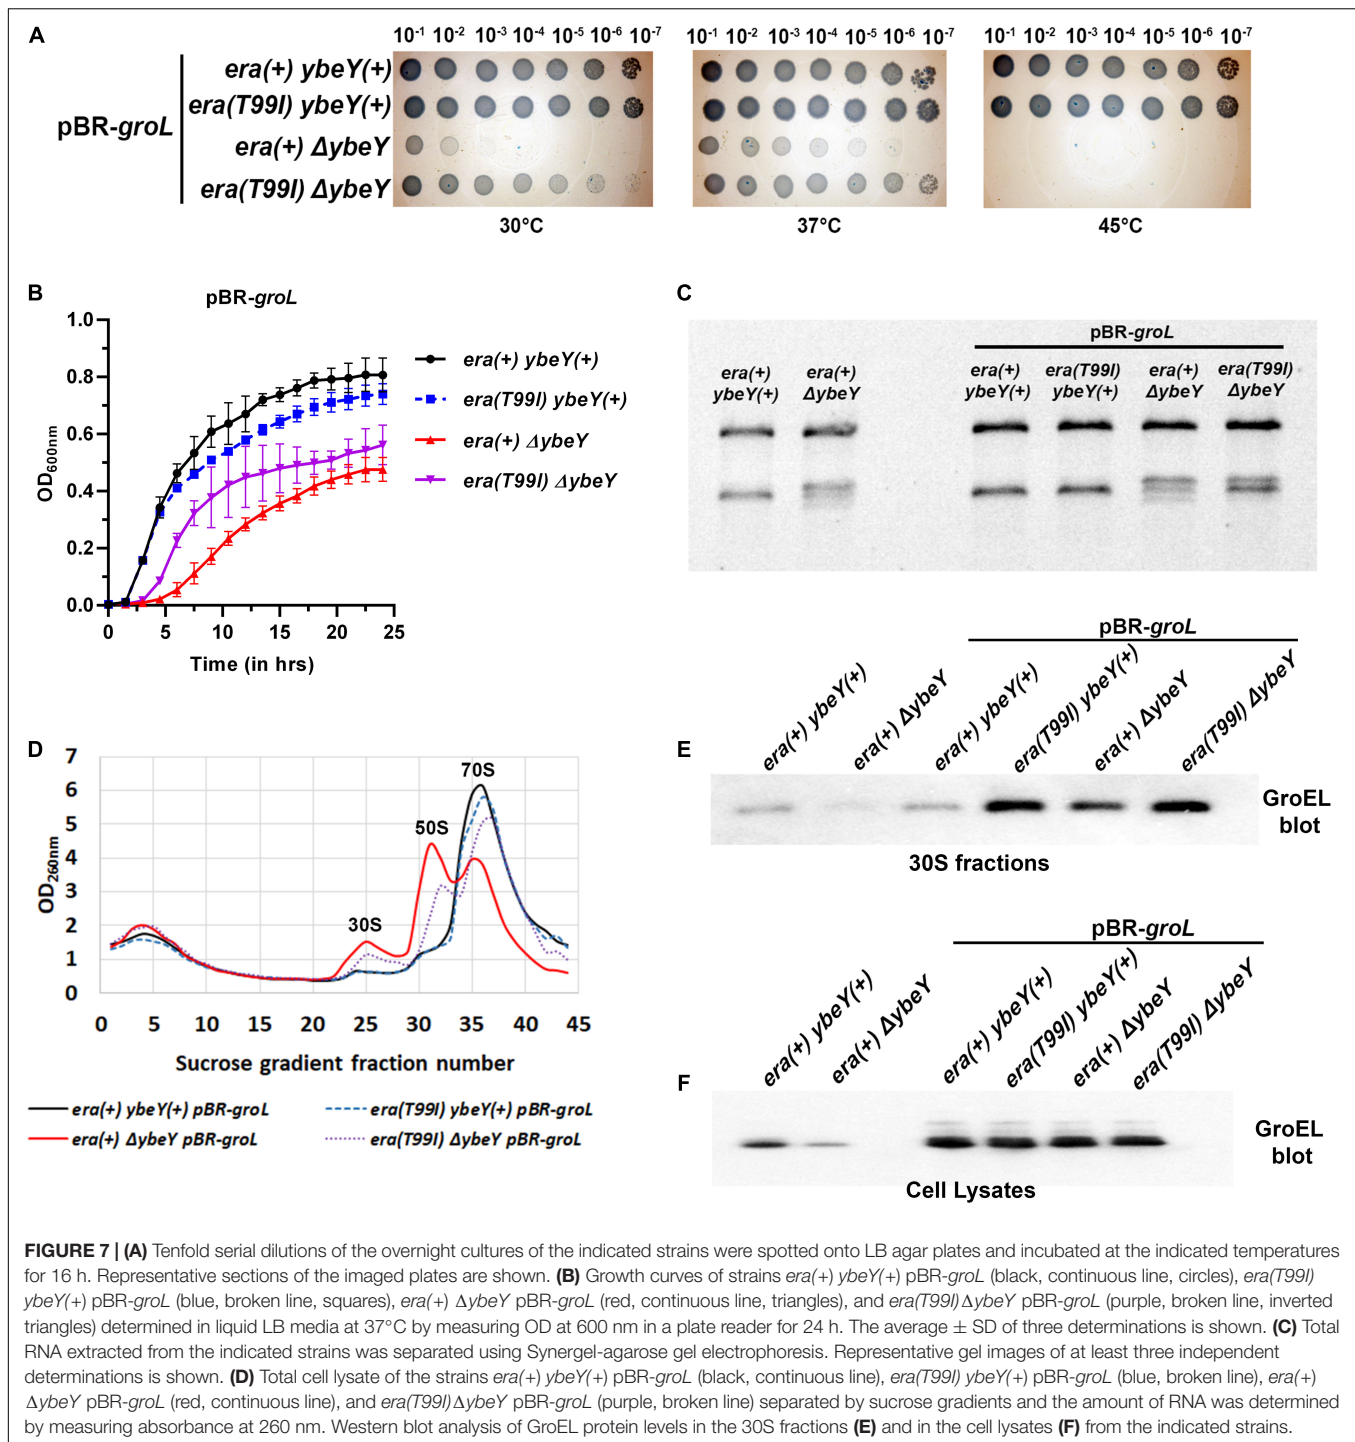 A
10-1 10-2 10-3 10-4 10-5 10-6 10-7
10-1 10-2 10-3 10-4 10-5 10-6 10-7
10-1 10-2 10-3 10-4 10-5 10-6 10-7
pBR-groL
era(+) ybeY(+)
era(T99I) ybeY(+)
era(+) ΔybeY
era(T99I) ΔybeY
30°C
37°C
45°C
B
pBR-groL
OD600nm
1.0
0.8
0.6
0.4
0.2
0.0
0 5 10 15 20 25
Time (in hrs)
era(+) ybeY(+)
era(T99I) ybeY(+)
era(+) ΔybeY
era(T99I) ΔybeY
C
pBR-groL
era(+)
ybeY(+)
era(+)
ΔybeY
era(+)
ybeY(+)
era(T99I)
ybeY(+)
era(+)
ΔybeY
era(T99I)
ΔybeY
D
OD260nm
7
6
5
4
3
2
1
0
30S
50S
70S
0 5 10 15 20 25 30 35 40 45
Sucrose gradient fraction number
era(+) ybeY(+) pBR-groL
era(T99I) ybeY(+) pBR-groL
era(+) ΔybeY pBR-groL
era(T99I) ΔybeY pBR-groL
E
pBR-groL
era(+) ybeY(+)
era(+) ΔybeY
era(+) ybeY(+)
era(T99I) ybeY(+)
era(+) ΔybeY
era(T99I) ΔybeY
GroEL
blot
30S fractions
F
pBR-groL
era(+) ybeY(+)
era(+) ΔybeY
era(+) ybeY(+)
era(T99I) ybeY(+)
era(+) ΔybeY
era(T99I) ΔybeY
GroEL
blot
Cell Lysates
FIGURE 7 | (A) Tenfold serial dilutions of the overnight cultures of the indicated strains were spotted onto LB agar plates and incubated at the indicated temperatures
for 16 h. Representative sections of the imaged plates are shown. (B) Growth curves of strains era(+) ybeY(+) pBR-groL (black, continuous line, circles), era(T99I)
ybeY(+) pBR-groL (blue, broken line, squares), era(+) ΔybeY pBR-groL (red, continuous line, triangles), and era(T99I)ΔybeY pBR-groL (purple, broken line, inverted
triangles) determined in liquid LB media at 37°C by measuring OD at 600 nm in a plate reader for 24 h. The average ± SD of three determinations is shown. (C) Total
RNA extracted from the indicated strains was separated using Synergel-agarose gel electrophoresis. Representative gel images of at least three independent
determinations is shown. (D) Total cell lysate of the strains era(+) ybeY(+) pBR-groL (black, continuous line), era(T99I) ybeY(+) pBR-groL (blue, broken line), era(+)
ΔybeY pBR-groL (red, continuous line), and era(T99I)ΔybeY pBR-groL (purple, broken line) separated by sucrose gradients and the amount of RNA was determined
by measuring absorbance at 260 nm. Western blot analysis of GroEL protein levels in the 30S fractions (E) and in the cell lysates (F) from the indicated strains.